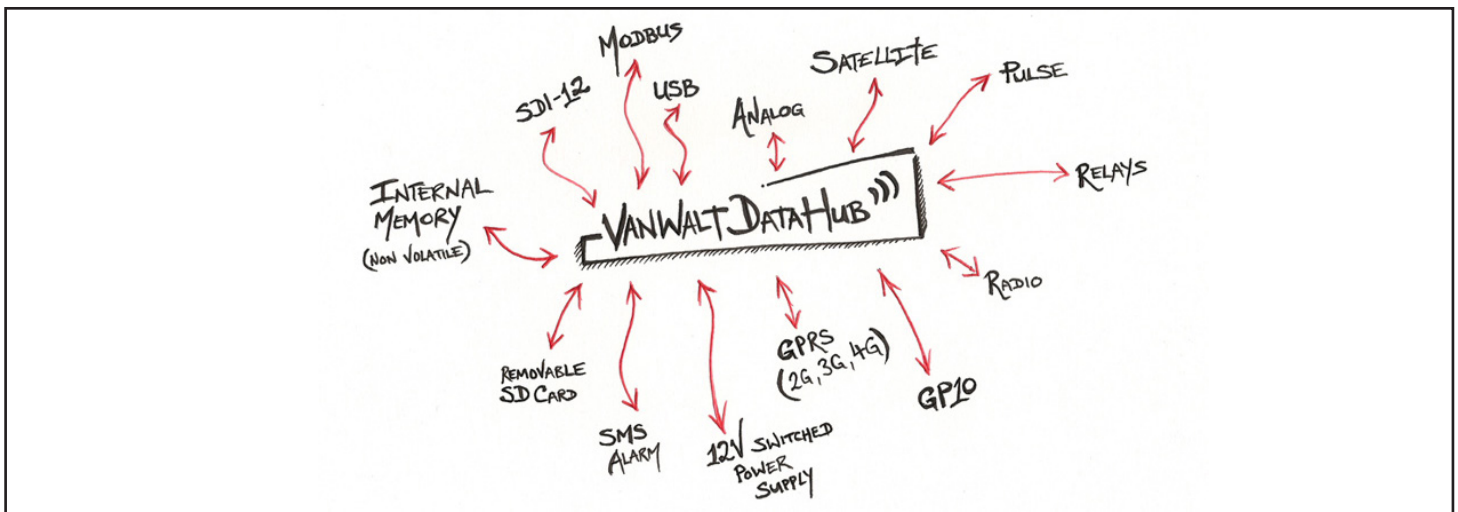 MODBUS
SATELLITE
PULSE
SDI-12
USB
ANALOG
RELAYS
INTERNAL
MEMORY
(NON VOLATILE)
VANWALT DATAHUB
RADIO
REMOVABLE
SD CARD
SMS
ALARM
12V SWITCHED
POWER
SUPPLY
GPRS
(2G, 3G, 4G)
GPIO